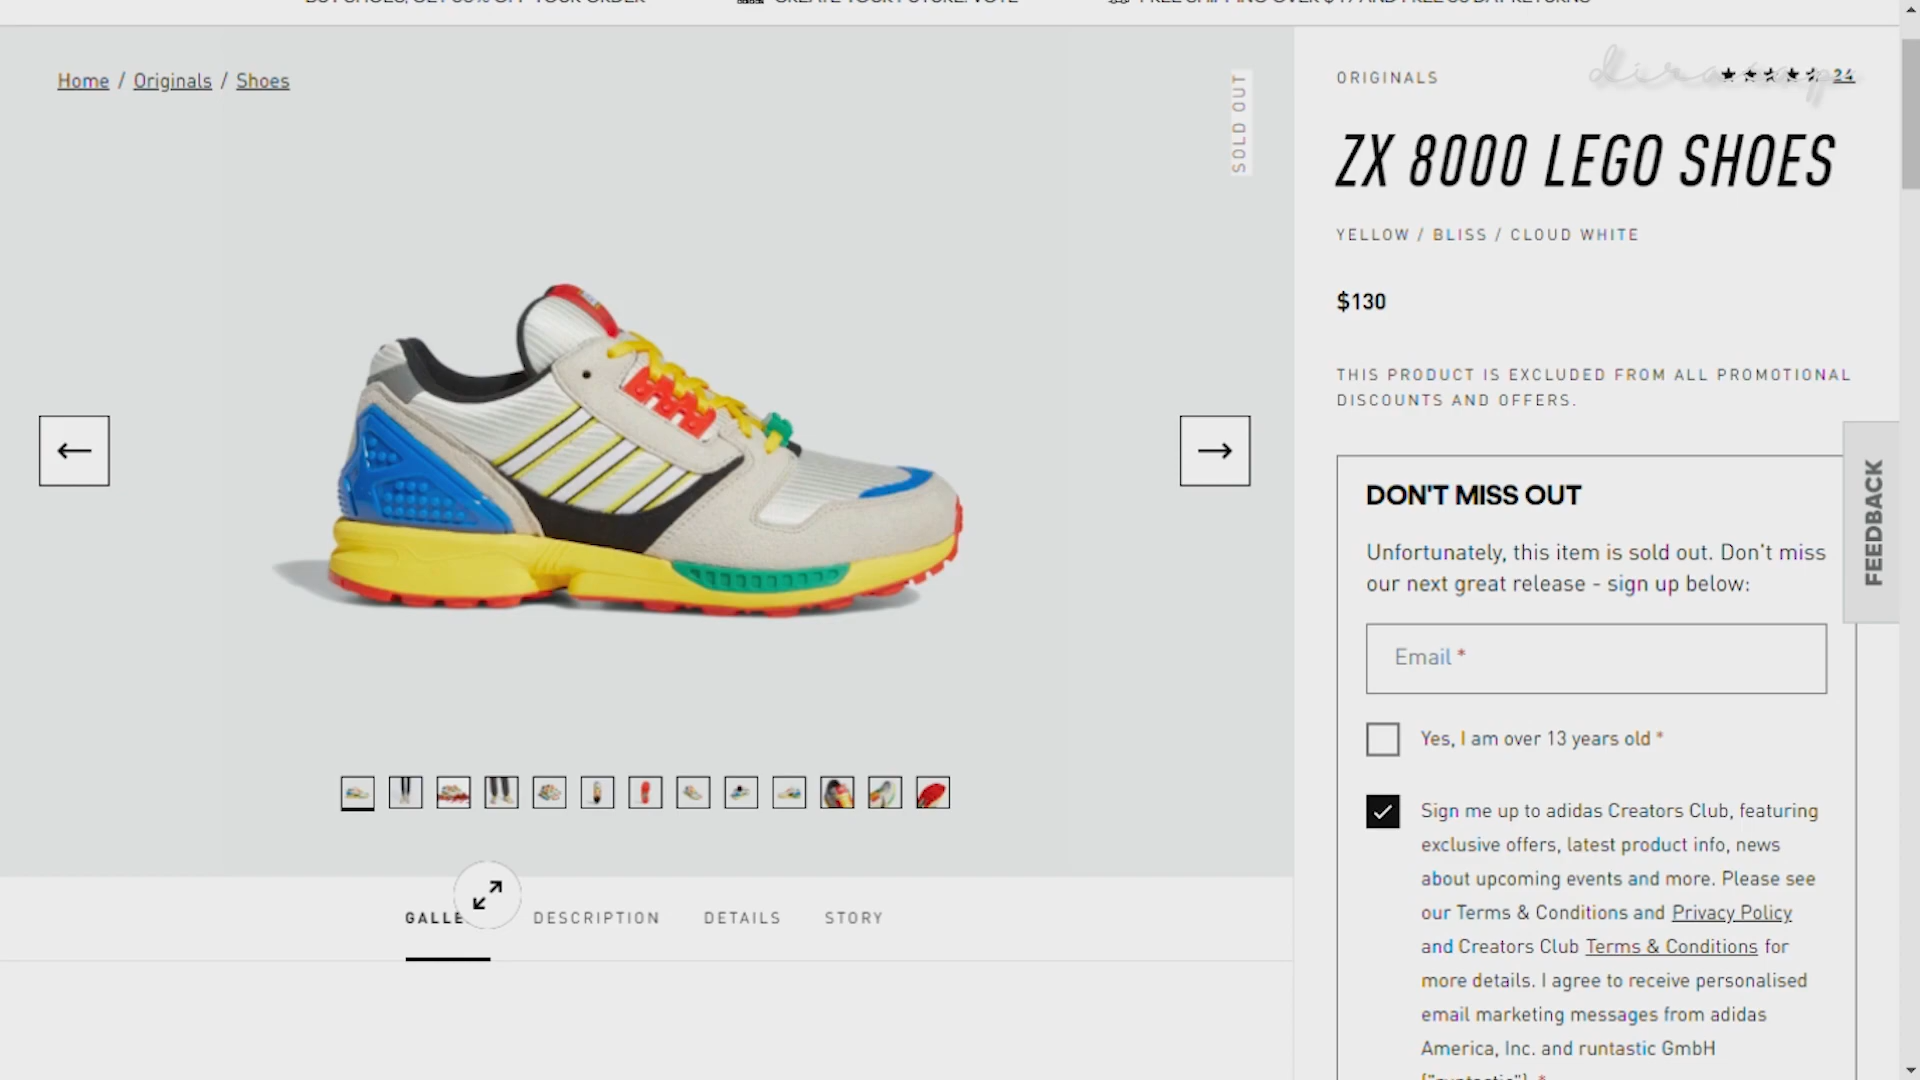 Home / Originals / Shoes
SOLD OUT
ORIGINALS
24
ZX 8000 LEGO SHOES
YELLOW / BLISS / CLOUD WHITE
$130
THIS PRODUCT IS EXCLUDED FROM ALL PROMOTIONAL
DISCOUNTS AND OFFERS.
FEEDBACK
DON'T MISS OUT
Unfortunately, this item is sold out. Don't miss
our next great release - sign up below:
Email *
Yes, I am over 13 years old *
Sign me up to adidas Creators Club, featuring
exclusive offers, latest product info, news
about upcoming events and more. Please see
our Terms & Conditions and Privacy Policy
and Creators Club Terms & Conditions for
more details. I agree to receive personalised
email marketing messages from adidas
America, Inc. and runtastic GmbH
GALLE DESCRIPTION DETAILS STORY